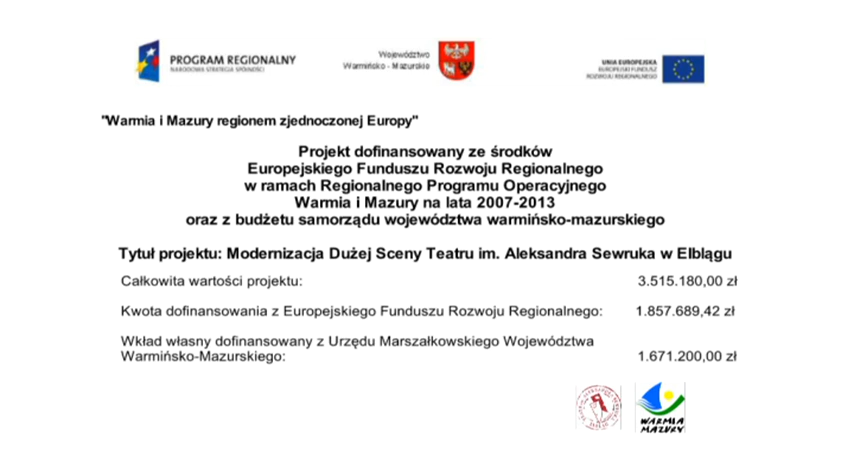 PROGRAM REGIONALNY
NARODOWA STRATEGIA SPÓJNOŚCI
Województwo
Warmińsko - Mazurskie
UNIA EUROPEJSKA
EUROPEJSKI FUNDUSZ
ROZWOJU REGIONALNEGO
"Warmia i Mazury regionem zjednoczonej Europy"
Projekt dofinansowany ze środków
Europejskiego Funduszu Rozwoju Regionalnego
w ramach Regionalnego Programu Operacyjnego
Warmia i Mazury na lata 2007-2013
oraz z budżetu samorządu województwa warmińsko-mazurskiego
Tytuł projektu: Modernizacja Dużej Sceny Teatru im. Aleksandra Sewruka w Elblągu
Całkowita wartości projektu: 3.515.180,00 zł
Kwota dofinansowania z Europejskiego Funduszu Rozwoju Regionalnego: 1.857.689,42 zł
Wkład własny dofinansowany z Urzędu Marszałkowskiego Województwa
Warmińsko-Mazurskiego: 1.671.200,00 zł
WARMIA
MAZURY